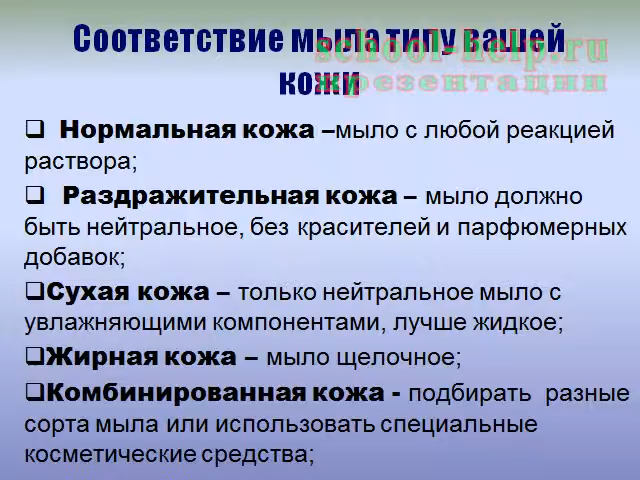 Соответствие мыла типу вашей
кожи
school-help.ru
презентации
❑ Нормальная кожа –мыло с любой реакцией
раствора;
❑ Раздражительная кожа – мыло должно
быть нейтральное, без красителей и парфюмерных
добавок;
❑Сухая кожа – только нейтральное мыло с
увлажняющими компонентами, лучше жидкое;
❑Жирная кожа – мыло щелочное;
❑Комбинированная кожа - подбирать разные
сорта мыла или использовать специальные
косметические средства;